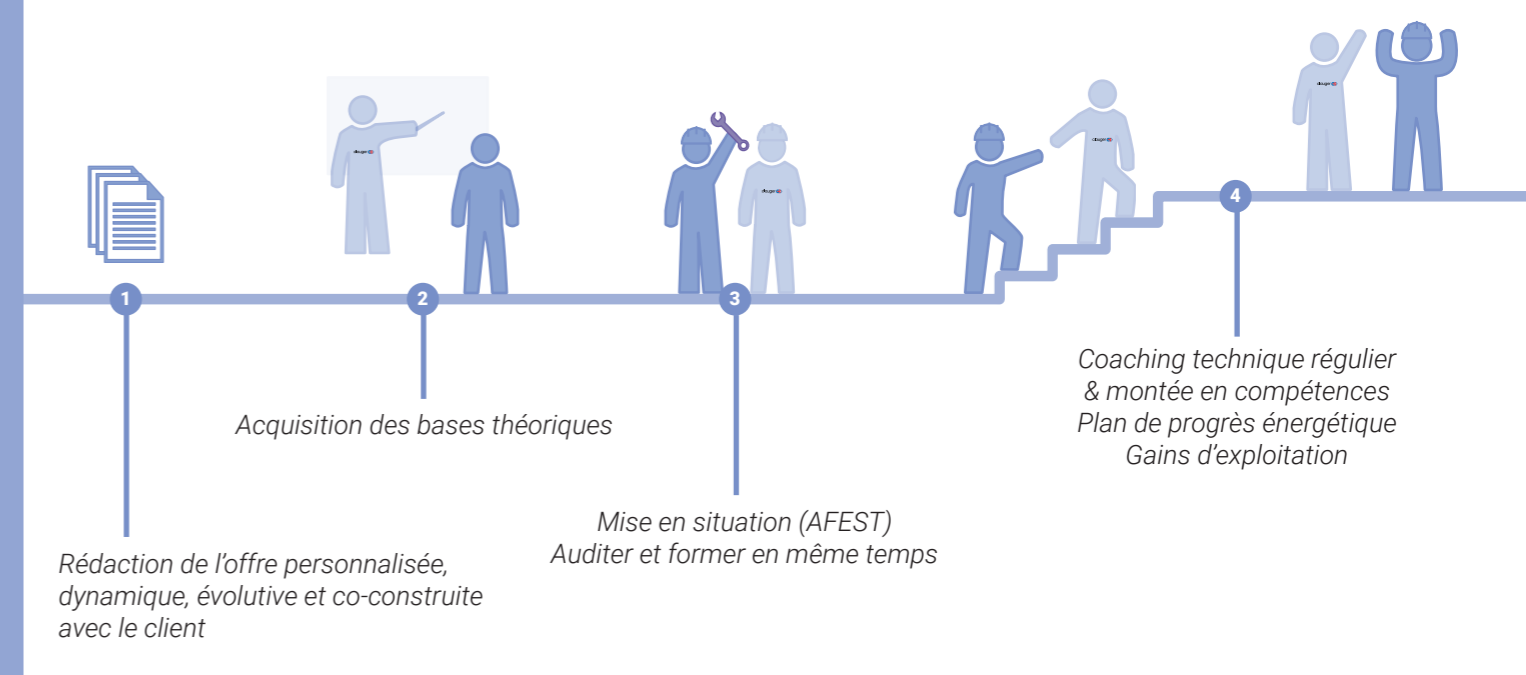 1
Rédaction de l'offre personnalisée,
dynamique, évolutive et co-construite
avec le client
2
Acquisition des bases théoriques
3
Mise en situation (AFEST)
Auditer et former en même temps
4
Coaching technique régulier
& montée en compétences
Plan de progrès énergétique
Gains d'exploitation